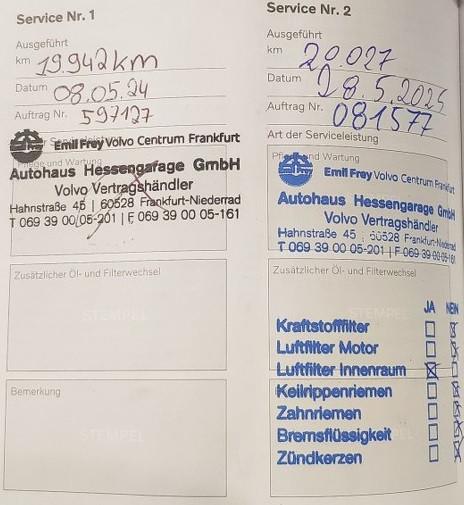 Service Nr. 1
Ausgeführt
km 19.942km
Datum 08.05.24
Auftrag Nr. 597127
Serviceleistung
Pflege und Wartung
Emil Frey Volvo Centrum Frankfurt
Autohaus Hessengarage GmbH
Volvo Vertragshändler
Hahnstraße 45 | 60528 Frankfurt-Niederrad
T 069 39 00 05-201 | F 069 39 00 05-161
Zusätzlicher Öl- und Filterwechsel
STEMPEL
Bemerkung
STEMPEL
Service Nr. 2
Ausgeführt
km 20.027
Datum 28.5.2025
Auftrag Nr. 081577
Art der Serviceleistung
Pflege und Wartung
Emil Frey Volvo Centrum Frankfurt
Autohaus Hessengarage GmbH
Volvo Vertragshändler
Hahnstraße 45 | 60528 Frankfurt-Niederrad
T 069 39 00 05-201 | F 069 39 00 05-161
Zusätzlicher Öl- und Filterwechsel
STEMPEL
JA NEIN
Kraftstofffilter
Luftfilter Motor
Luftfilter Innenraum
Keilrippenriemen
Zahnriemen
Bremsflüssigkeit
STEMPEL
Zündkerzen